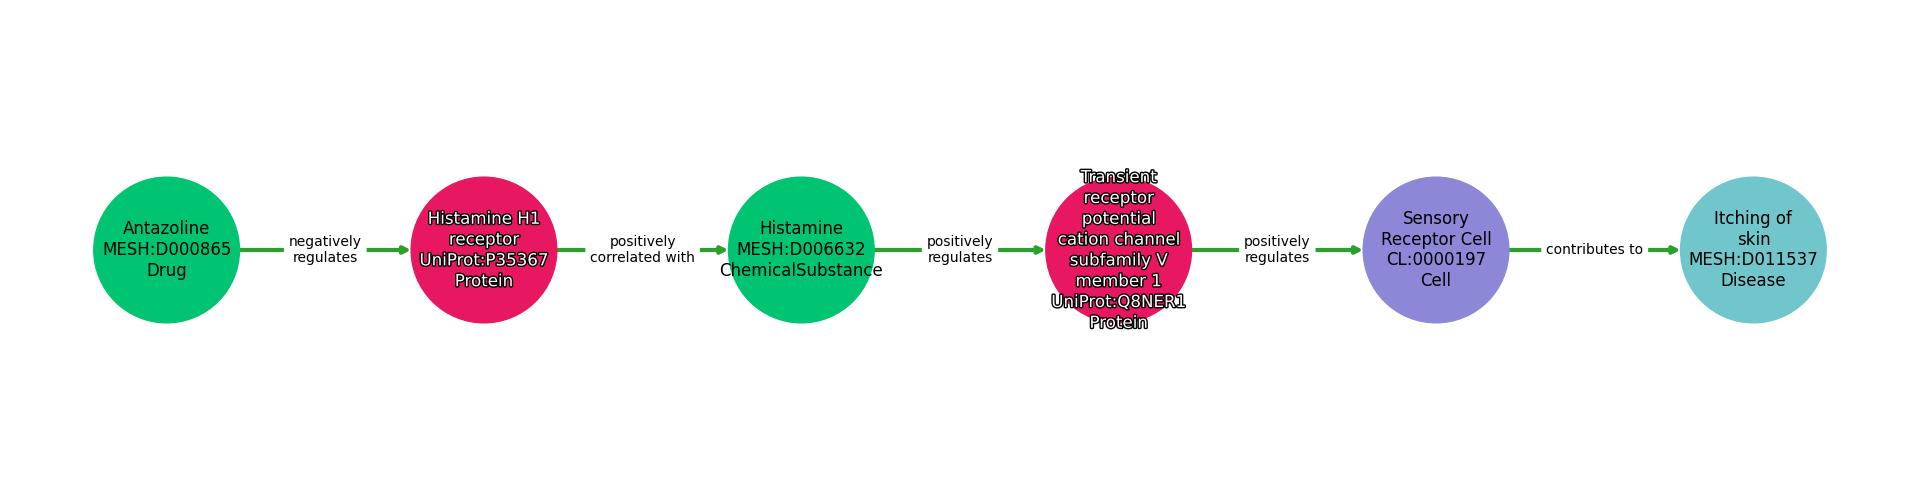 Antazoline
MESH:D000865
Drug
negatively
regulates
Histamine H1
receptor
UniProt:P35367
Protein
positively
correlated with
Histamine
MESH:D006632
ChemicalSubstance
positively
regulates
Transient
receptor
potential
cation channel
subfamily V
member 1
UniProt:Q8NER1
Protein
positively
regulates
Sensory
Receptor Cell
CL:0000197
Cell
contributes to
Itching of
skin
MESH:D011537
Disease